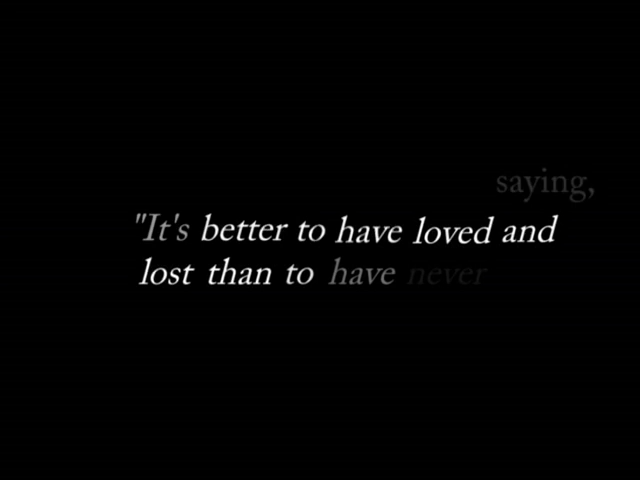 saying,
"It's better to have loved and
lost than to have never